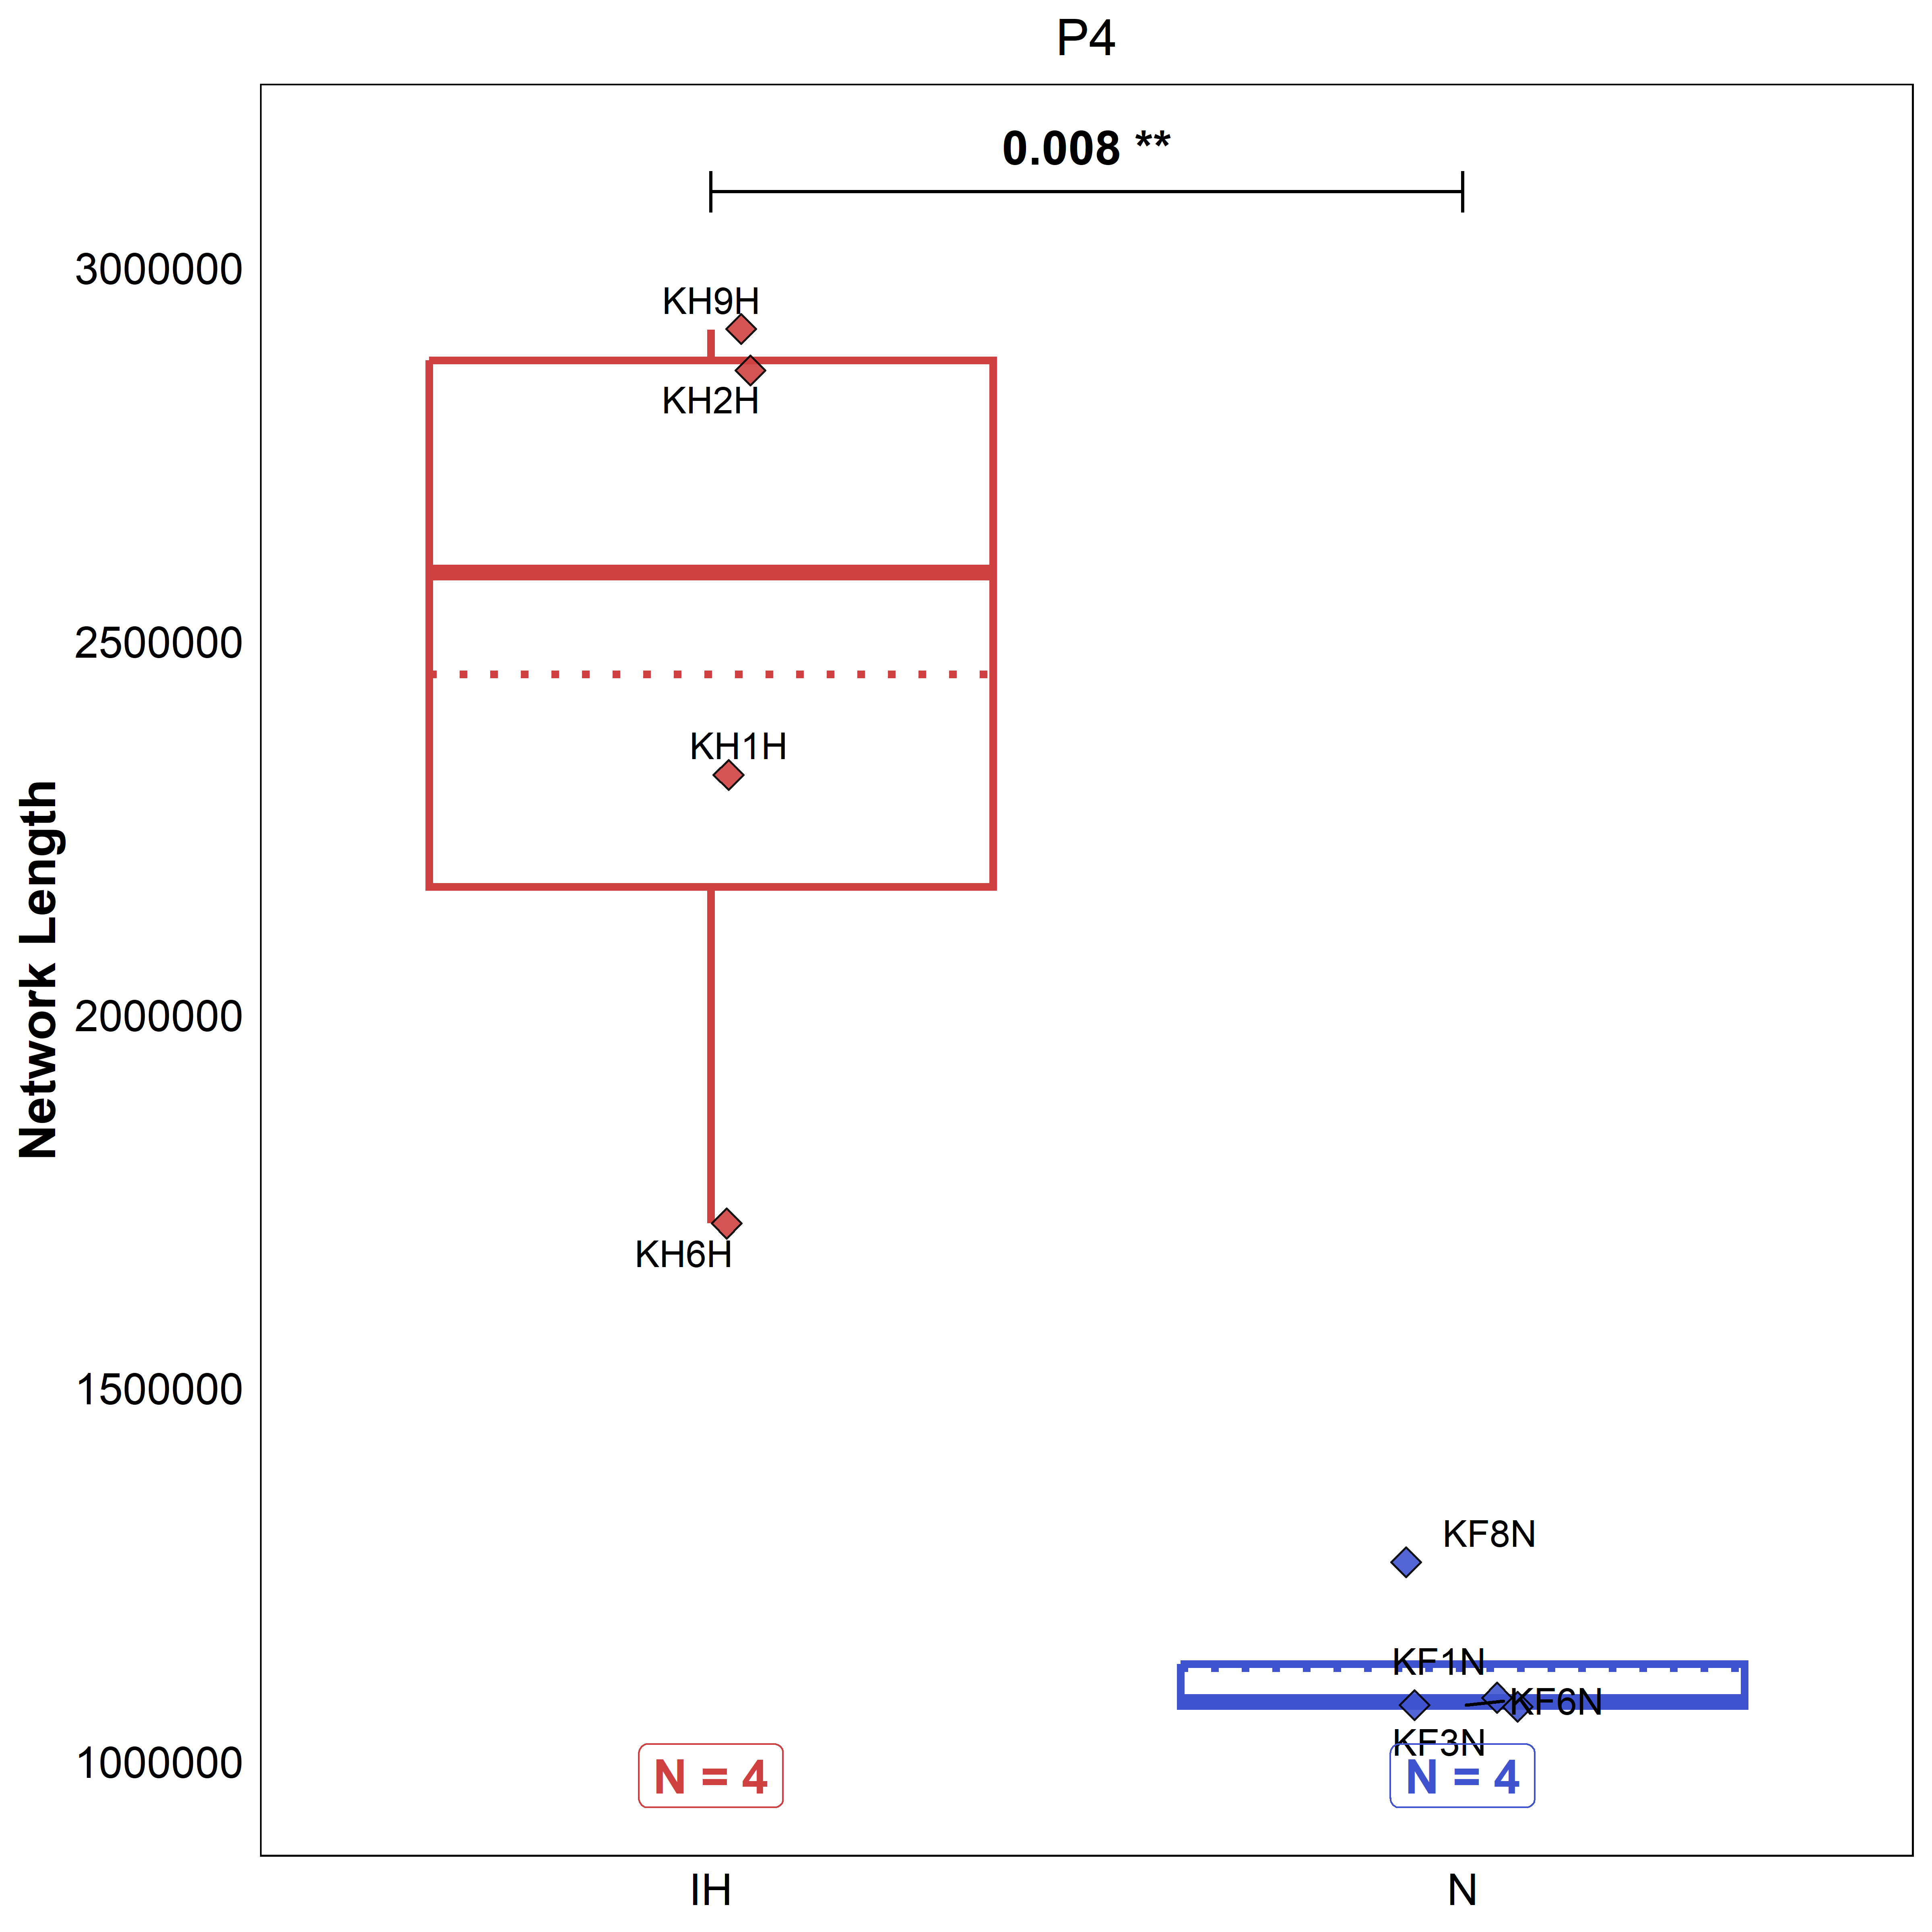 P4
0.008 **
3000000
KH9H
KH2H
2500000
KH1H
Network Length
2000000
KH6H
1500000
KF8N
KF1N
KF6N
KF3N
1000000
N = 4
N = 4
IH
N